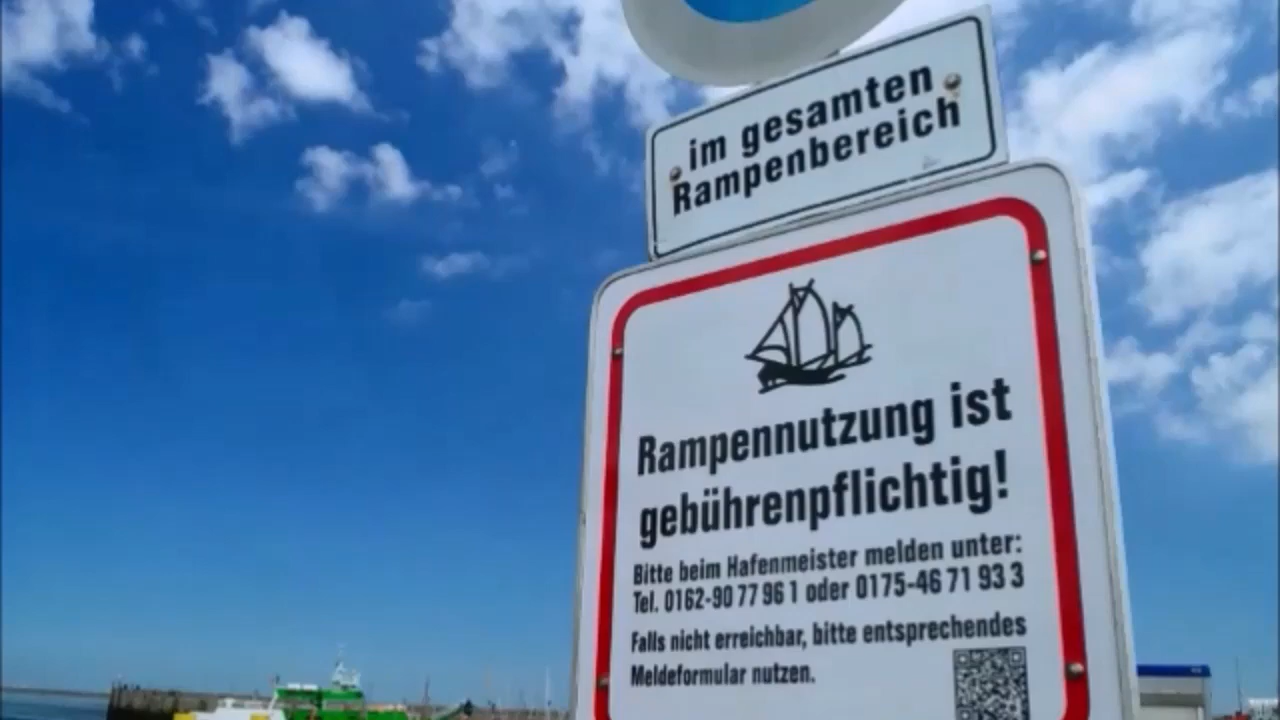 im gesamten
Rampenbereich
Rampennutzung ist
gebührenpflichtig!
Bitte beim Hafenmeister melden unter:
Tel. 0162-90 77 96 1 oder 0175-46 71 93 3
Falls nicht erreichbar, bitte entsprechendes
Meldeformular nutzen.